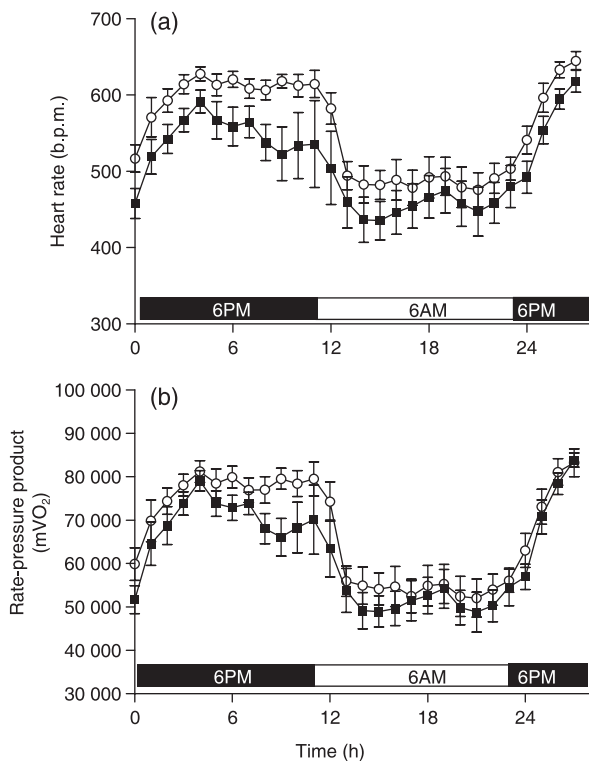 (a)
700
600
500
400
300
Heart rate (b.p.m.)
6PM 6AM 6PM
0 6 12 18 24
(b)
100 000
90 000
80 000
70 000
60 000
50 000
40 000
30 000
Rate-pressure product
(mVO₂)
6PM 6AM 6PM
0 6 12 18 24
Time (h)